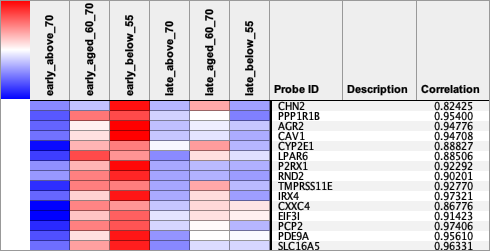 early_above_70
early_aged_60_70
early_below_55
late_above_70
late_aged_60_70
late_below_55
Probe ID Description Correlation
CHN2 0.82425
PPP1R1B 0.95400
AGR2 0.94776
CAV1 0.94708
CYP2E1 0.88827
LPAR6 0.88506
P2RX1 0.92292
RND2 0.90201
TMPRSS11E 0.92770
IRX4 0.97321
CXXC4 0.86776
EIF3I 0.91423
PCP2 0.97406
PDE9A 0.95610
SLC16A5 0.96331